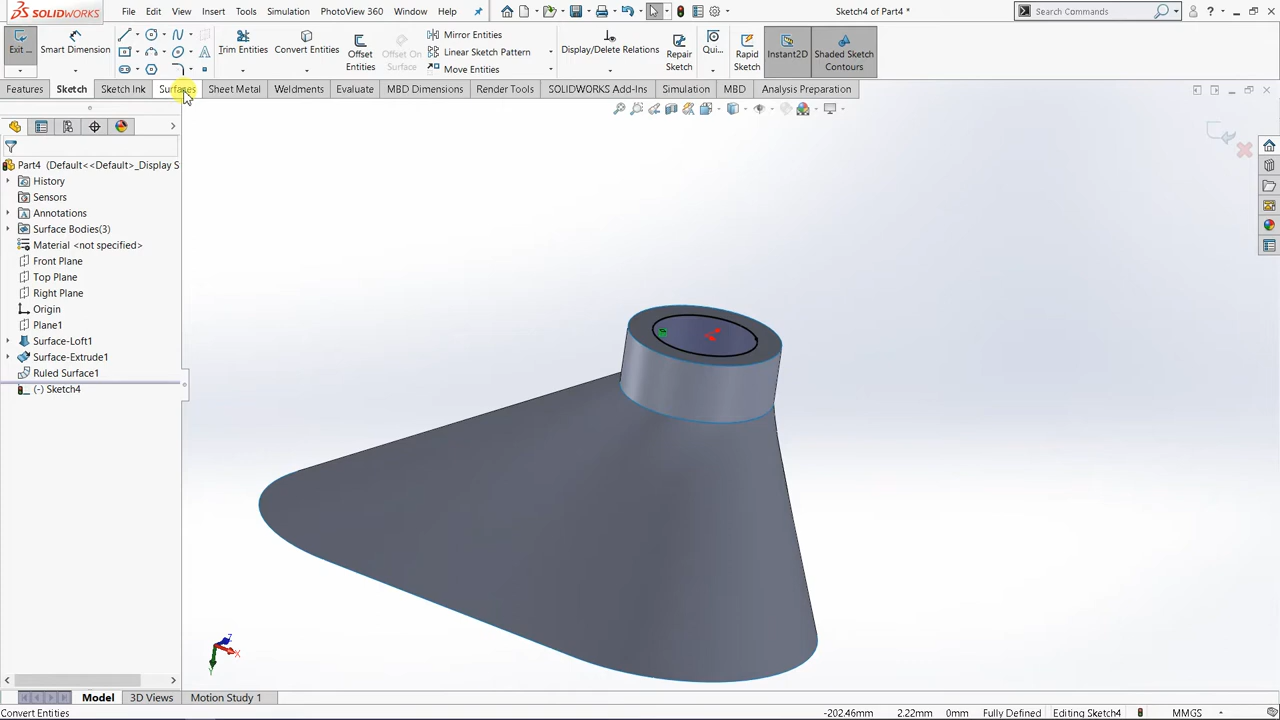 SOLIDWORKS File Edit View Insert Tools Simulation PhotoView 360 Window Help Sketch4 of Part4 * Search Commands
Exit ... Smart Dimension Trim Entities Convert Entities Offset Entities Offset On Surface Mirror Entities Linear Sketch Pattern Move Entities Display/Delete Relations Repair Sketch Qui... Rapid Sketch Instant2D Shaded Sketch Contours
Features Sketch Sketch Ink Surfaces Sheet Metal Weldments Evaluate MBD Dimensions Render Tools SOLIDWORKS Add-Ins Simulation MBD Analysis Preparation
Part4 (Default<<Default>_Display S
History
Sensors
Annotations
Surface Bodies(3)
Material <not specified>
Front Plane
Top Plane
Right Plane
Origin
Plane1
Surface-Loft1
Surface-Extrude1
Ruled Surface1
(-) Sketch4
Z
X
Y
Model 3D Views Motion Study 1
Convert Entities -202.46mm 2.22mm 0mm Fully Defined Editing Sketch4 MMGS